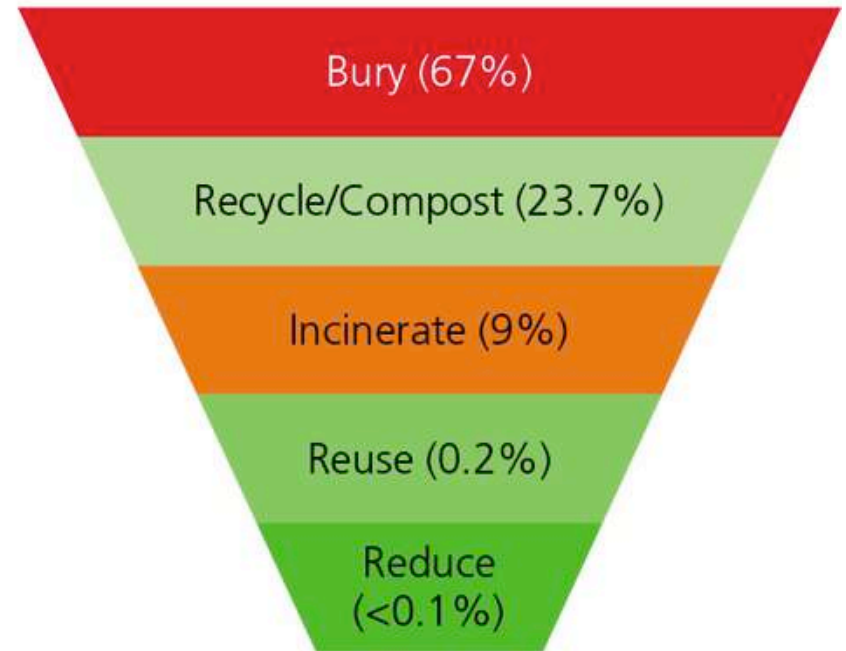 Bury (67%)
Recycle/Compost (23.7%)
Incinerate (9%)
Reuse (0.2%)
Reduce
(<0.1%)